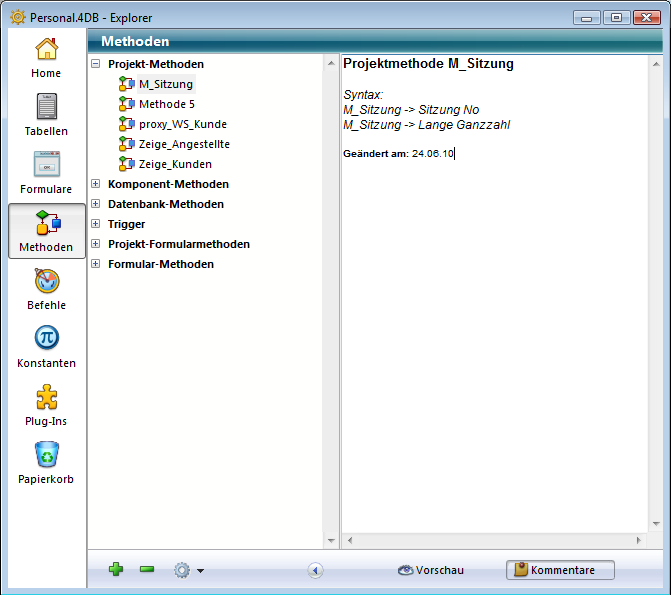 Personal.4DB - Explorer
Home
Tabellen
Formulare
Methoden
Befehle
Konstanten
Plug-Ins
Papierkorb
Methoden
Projekt-Methoden
M_Sitzung
Methode 5
proxy_WS_Kunde
Zeige_Angestellte
Zeige_Kunden
Komponent-Methoden
Datenbank-Methoden
Trigger
Projekt-Formularmethoden
Formular-Methoden
Projektmethode M_Sitzung
Syntax:
M_Sitzung -> Sitzung No
M_Sitzung -> Lange Ganzzahl
Geändert am: 24.06.10
Vorschau
Kommentare